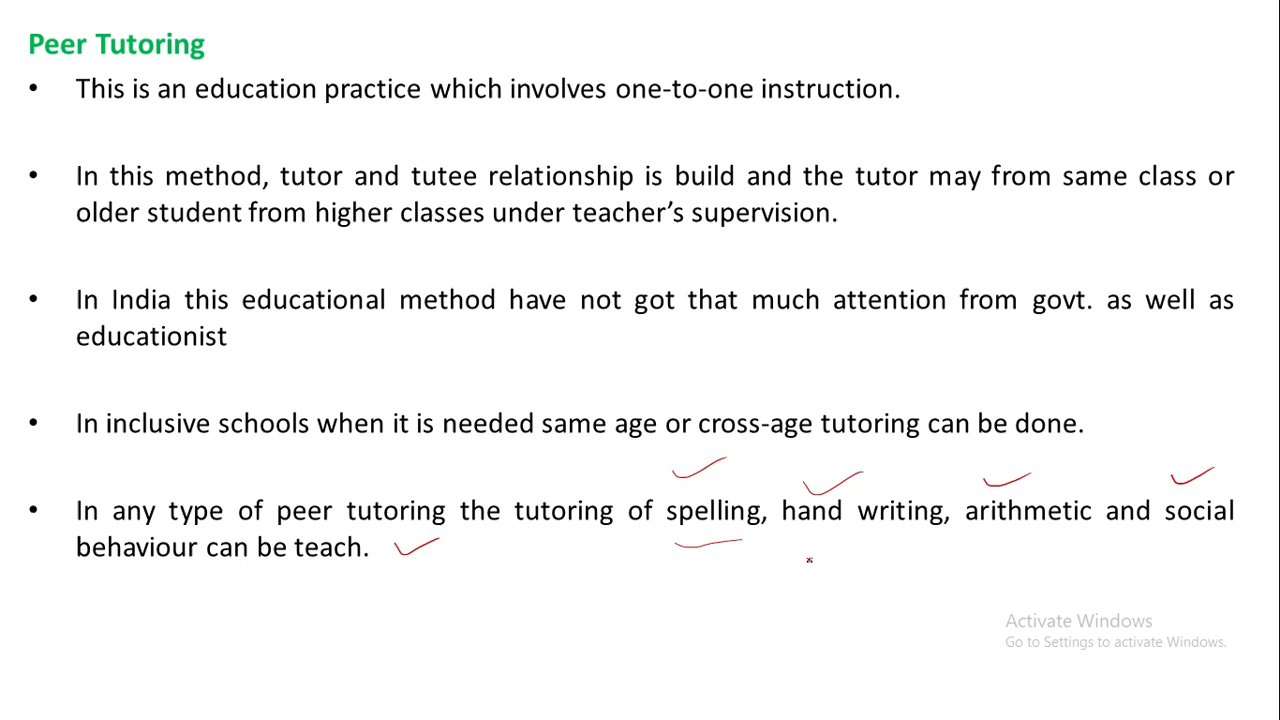 Peer Tutoring
• This is an education practice which involves one-to-one instruction.
• In this method, tutor and tutee relationship is build and the tutor may from same class or
older student from higher classes under teacher’s supervision.
• In India this educational method have not got that much attention from govt. as well as
educationist
• In inclusive schools when it is needed same age or cross-age tutoring can be done.
• In any type of peer tutoring the tutoring of spelling, hand writing, arithmetic and social
behaviour can be teach.
Activate Windows
Go to Settings to activate Windows.